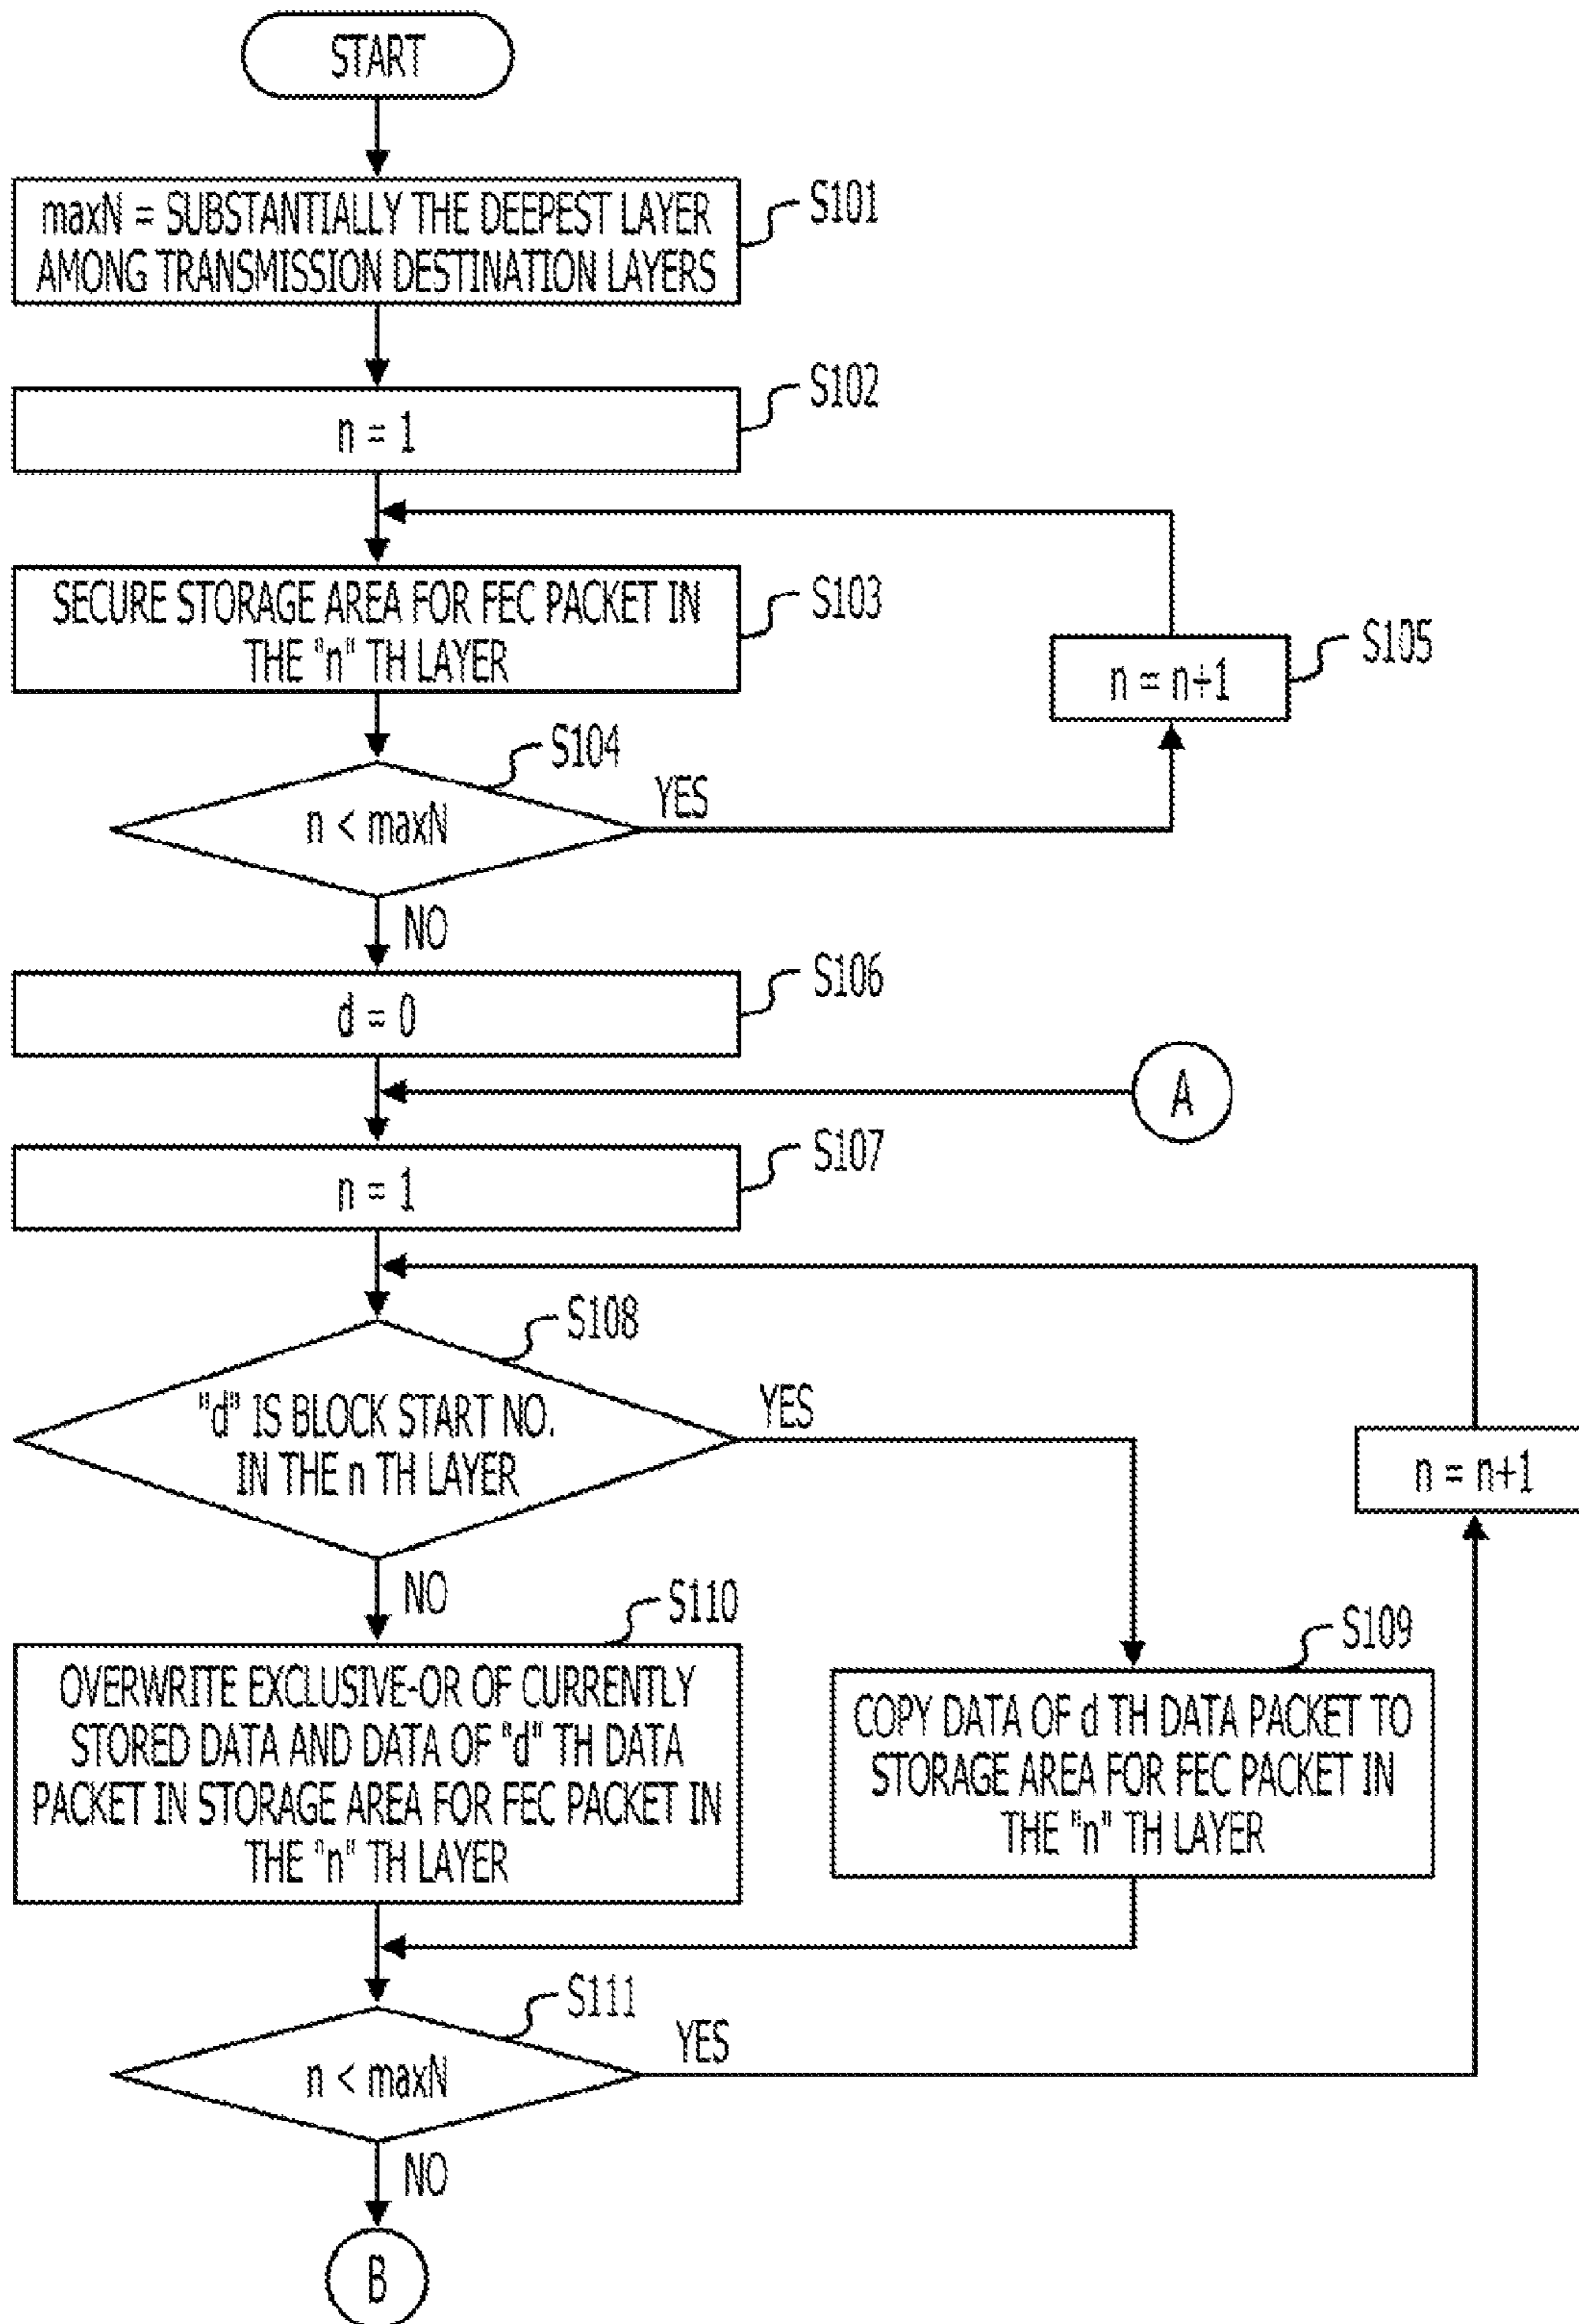 START
maxN = SUBSTANTIALLY THE DEEPEST LAYER
AMONG TRANSMISSION DESTINATION LAYERS
S101
n = 1
S102
SECURE STORAGE AREA FOR FEC PACKET IN
THE "n" TH LAYER
S103
n = n+1
S105
S104
n < maxN
YES
NO
d = 0
S106
A
n = 1
S107
S108
"d" IS BLOCK START NO.
IN THE n TH LAYER
YES
n = n+1
NO
S110
OVERWRITE EXCLUSIVE-OR OF CURRENTLY
STORED DATA AND DATA OF "d" TH DATA
PACKET IN STORAGE AREA FOR FEC PACKET IN
THE "n" TH LAYER
S109
COPY DATA OF d TH DATA PACKET TO
STORAGE AREA FOR FEC PACKET IN
THE "n" TH LAYER
S111
n < maxN
YES
NO
B